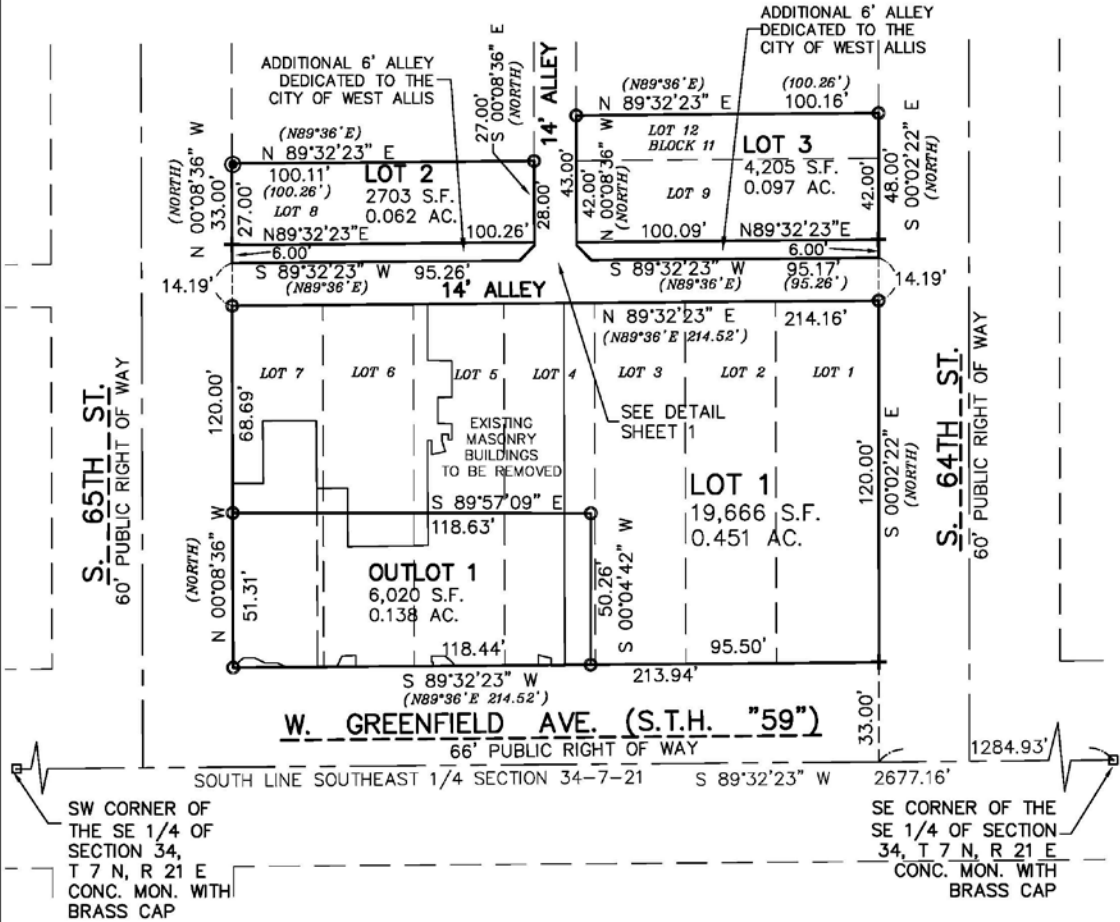 ADDITIONAL 6' ALLEY
DEDICATED TO THE
CITY OF WEST ALLIS
ADDITIONAL 6' ALLEY
DEDICATED TO THE
CITY OF WEST ALLIS
27.00'
S 00°08'36" E
(NORTH)
14' ALLEY
(N89°36'E)
(100.26')
N 89°32'23" E
100.16'
(N89°36'E)
N 89°32'23" E
100.11'
(100.26')
LOT 8
LOT 2
2703 S.F.
0.062 AC.
LOT 12
BLOCK 11
LOT 9
LOT 3
4,205 S.F.
0.097 AC.
(NORTH)
N 00°08'36" W
33.00'
27.00'
28.00'
43.00'
42.00'
N 00°08'36" W
(NORTH)
42.00'
48.00'
S 00°02'22" E
(NORTH)
N89°32'23"E
100.26'
100.09'
N89°32'23"E
6.00'
6.00'
S 89°32'23" W
95.26'
(N89°36'E)
S 89°32'23" W
95.17'
(N89°36'E)
(95.26')
14.19'
14.19'
14' ALLEY
N 89°32'23" E
214.16'
(N89°36'E 214.52')
LOT 7
LOT 6
LOT 5
LOT 4
LOT 3
LOT 2
LOT 1
S. 65TH ST.
60' PUBLIC RIGHT OF WAY
120.00'
68.69'
EXISTING
MASONRY
BUILDINGS
TO BE REMOVED
SEE DETAIL
SHEET 1
S. 64TH ST.
60' PUBLIC RIGHT OF WAY
120.00'
S 00°02'22" E
(NORTH)
LOT 1
19,666 S.F.
0.451 AC.
S 89°57'09" E
118.63'
(NORTH)
N 00°08'36" W
51.31'
OUTLOT 1
6,020 S.F.
0.138 AC.
50.26'
S 00°04'42" W
118.44'
95.50'
S 89°32'23" W
213.94'
(N89°36'E 214.52')
W. GREENFIELD AVE. (S.T.H. "59")
66' PUBLIC RIGHT OF WAY
33.00'
1284.93'
SOUTH LINE SOUTHEAST 1/4 SECTION 34-7-21
S 89°32'23" W
2677.16'
SW CORNER OF
THE SE 1/4 OF
SECTION 34,
T 7 N, R 21 E
CONC. MON. WITH
BRASS CAP
SE CORNER OF THE
SE 1/4 OF SECTION
34, T 7 N, R 21 E
CONC. MON. WITH
BRASS CAP